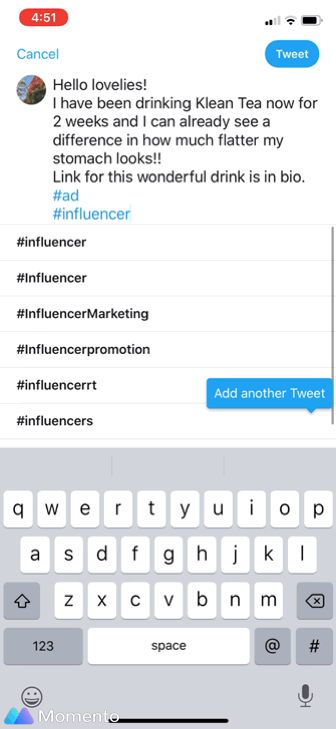 4:51
Cancel
Tweet
Hello lovelies!
I have been drinking Klean Tea now for
2 weeks and I can already see a
difference in how much flatter my
stomach looks!!
Link for this wonderful drink is in bio.
#ad
#influencer
#influencer
#Influencer
#InfluencerMarketing
#Influencerpromotion
#influencerrt
Add another Tweet
#influencers
q w e r t y u i o p
a s d f g h j k l
z x c v b n m
123 space @ #
Momento